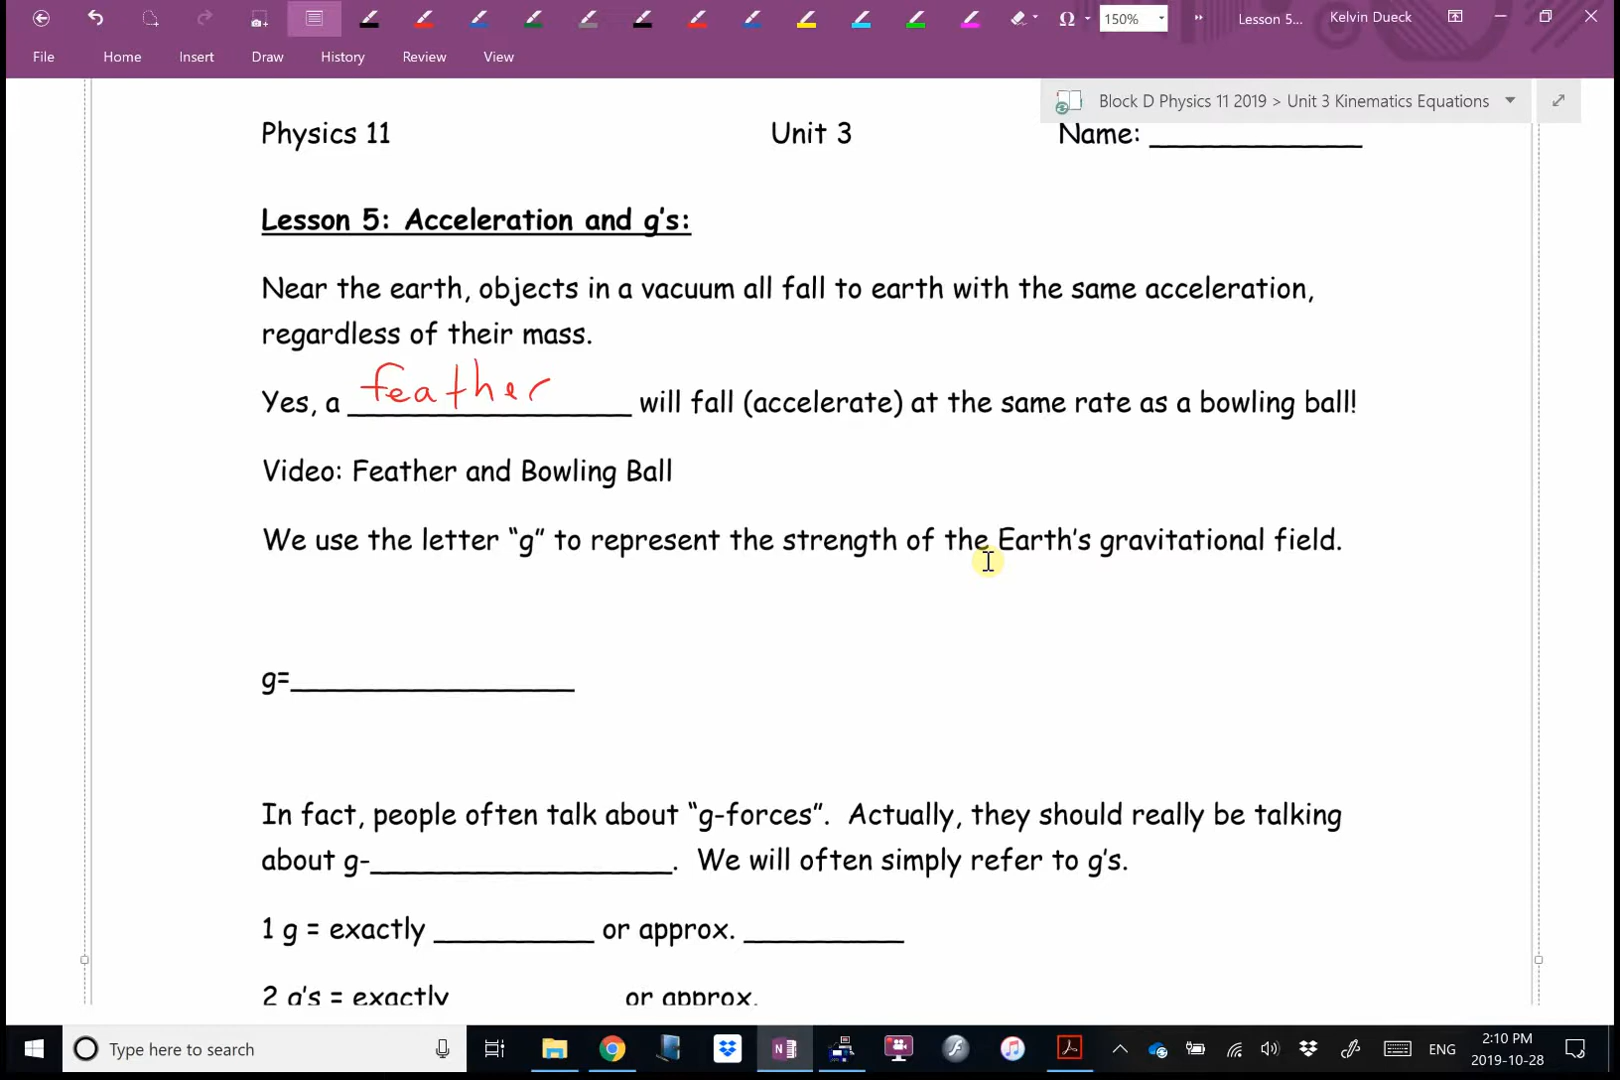 Lesson 5...
Kelvin Dueck
150%
File Home Insert Draw History Review View
Block D Physics 11 2019 > Unit 3 Kinematics Equations
Physics 11 Unit 3 Name: ____________
Lesson 5: Acceleration and g's:
Near the earth, objects in a vacuum all fall to earth with the same acceleration,
regardless of their mass.
Yes, a feather will fall (accelerate) at the same rate as a bowling ball!
Video: Feather and Bowling Ball
We use the letter “g” to represent the strength of the Earth’s gravitational field.
g=________________
In fact, people often talk about “g-forces”. Actually, they should really be talking
about g-_________________. We will often simply refer to g’s.
1 g = exactly _________ or approx. _________
2 g’s = exactly or approx.
Type here to search
ENG
2:10 PM
2019-10-28